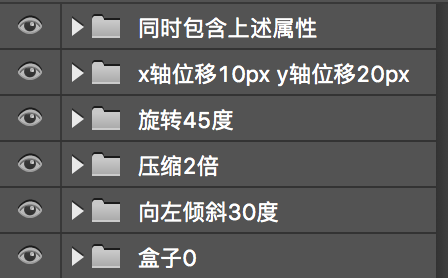 同时包含上述属性
x轴位移10px y轴位移20px
旋转45度
压缩2倍
向左倾斜30度
盒子0